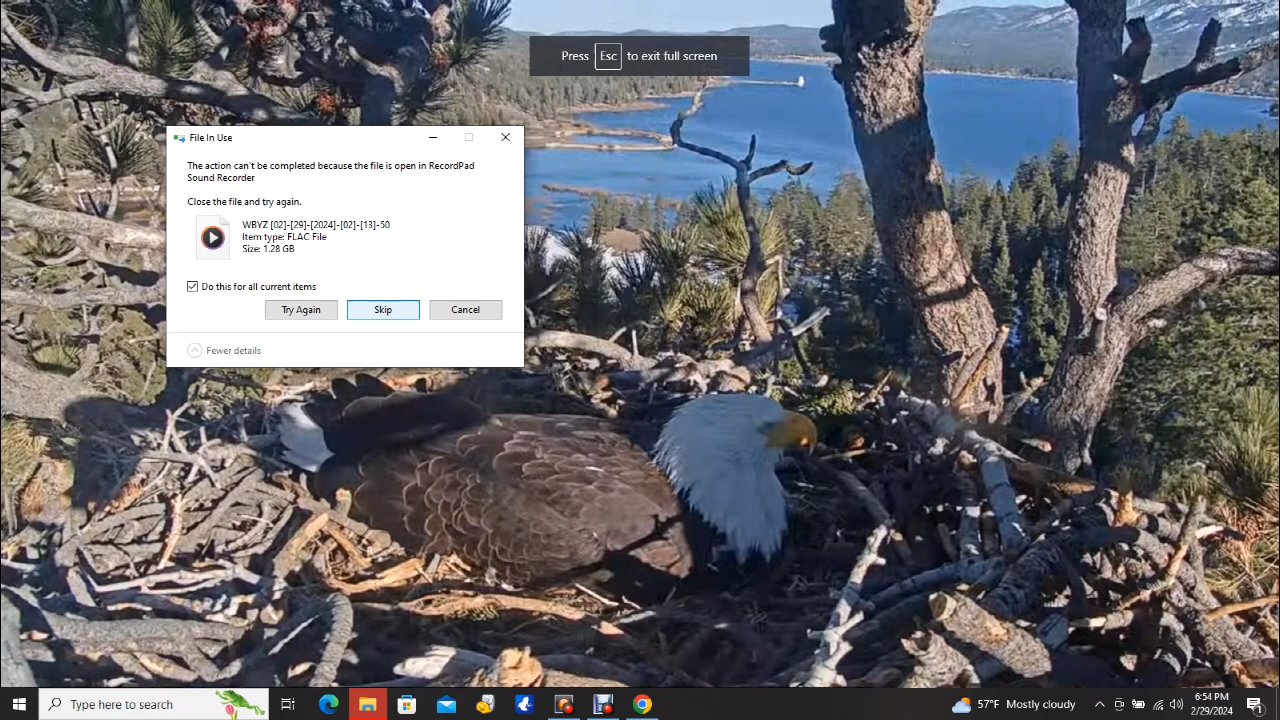 Press Esc to exit full screen
File In Use
The action can't be completed because the file is open in RecordPad
Sound Recorder
Close the file and try again.
WBYZ [02]-[29]-[2024]-[02]-[13]-50
Item type: FLAC File
Size: 1.28 GB
Do this for all current items
Try Again Skip Cancel
Fewer details
Type here to search
57°F Mostly cloudy
6:54 PM
2/29/2024
1